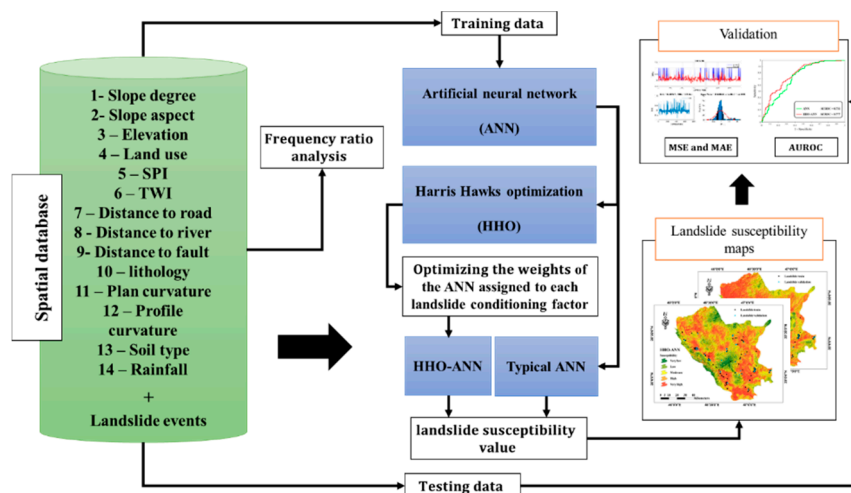 Training data
Validation
Spatial database
1- Slope degree
2- Slope aspect
3 – Elevation
4 – Land use
5 – SPI
6 – TWI
7 – Distance to road
8 - Distance to river
9- Distance to fault
10 – lithology
11 – Plan curvature
12 – Profile
curvature
13 – Soil type
14 – Rainfall
+
Landslide events
Frequency ratio
analysis
Artificial neural network
(ANN)
Harris Hawks optimization
(HHO)
Optimizing the weights of
the ANN assigned to each
landslide conditioning factor
HHO-ANN
Typical ANN
landslide susceptibility
value
Testing data
MSE and MAE
AUROC
Landslide susceptibility
maps
HHO-ANN